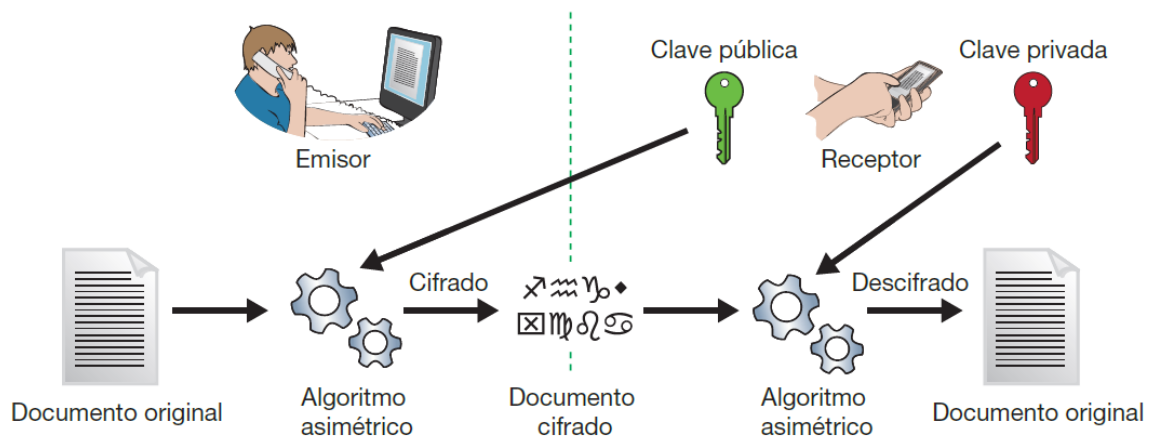 Clave pública
Clave privada
Emisor
Receptor
Cifrado
Descifrado
Documento original
Algoritmo
asimétrico
Documento
cifrado
Algoritmo
asimétrico
Documento original